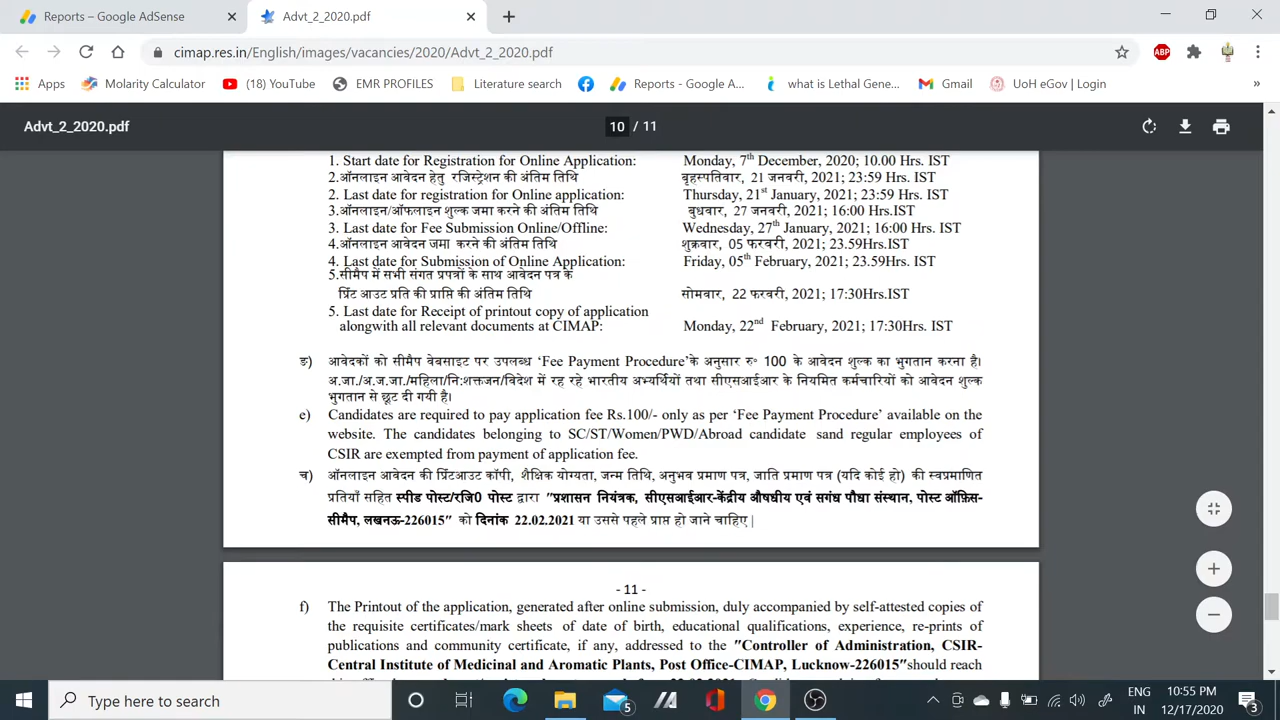 Reports – Google AdSense
Advt_2_2020.pdf
cimap.res.in/English/images/vacancies/2020/Advt_2_2020.pdf
ABP
Apps
Molarity Calculator
(18) YouTube
EMR PROFILES
Literature search
Reports - Google A...
what is Lethal Gene...
Gmail
UoH eGov | Login
»
Advt_2_2020.pdf
10 / 11
1. Start date for Registration for Online Application: Monday, 7th December, 2020; 10.00 Hrs. IST
2.ऑनलाइन आवेदन हेतु रजिस्ट्रेशन की अंतिम तिथि बृहस्पतिवार, 21 जनवरी, 2021; 23:59 Hrs. IST
2. Last date for registration for Online application: Thursday, 21st January, 2021; 23:59 Hrs. IST
3.ऑनलाइन/ऑफलाइन शुल्क जमा करने की अंतिम तिथि बुधवार, 27 जनवरी, 2021; 16:00 Hrs.IST
3. Last date for Fee Submission Online/Offline: Wednesday, 27th January, 2021; 16:00 Hrs. IST
4.ऑनलाइन आवेदन जमा करने की अंतिम तिथि शुक्रवार, 05 फरवरी, 2021; 23.59Hrs.IST
4. Last date for Submission of Online Application: Friday, 05th February, 2021; 23.59Hrs. IST
5.सीमैप में सभी संगत प्रपत्रों के साथ आवेदन पत्र के
प्रिंट आउट प्रति की प्राप्ति की अंतिम तिथि सोमवार, 22 फरवरी, 2021; 17:30Hrs.IST
5. Last date for Receipt of printout copy of application
alongwith all relevant documents at CIMAP: Monday, 22nd February, 2021; 17:30Hrs. IST
ङ) आवेदकों को सीमैप वेबसाइट पर उपलब्ध ‘Fee Payment Procedure’के अनुसार रु॰ 100 के आवेदन शुल्क का भुगतान करना है।
अ.जा./अ.ज.जा./महिला/नि:शक्तजन/विदेश में रह रहे भारतीय अभ्यर्थियों तथा सीएसआईआर के नियमित कर्मचारियों को आवेदन शुल्क
भुगतान से छूट दी गयी है।
e) Candidates are required to pay application fee Rs.100/- only as per ‘Fee Payment Procedure’ available on the
website. The candidates belonging to SC/ST/Women/PWD/Abroad candidate sand regular employees of
CSIR are exempted from payment of application fee.
च) ऑनलाइन आवेदन की प्रिंटआउट कॉपी, शैक्षिक योग्यता, जन्म तिथि, अनुभव प्रमाण पत्र, जाति प्रमाण पत्र (यदि कोई हो) की स्वप्रमाणित
प्रतियाँ सहित स्पीड पोस्ट/रजि0 पोस्ट द्वारा "प्रशासन नियंत्रक, सीएसआईआर-केंद्रीय औषधीय एवं सगंध पौधा संस्थान, पोस्ट ऑफ़िस-
सीमैप, लखनऊ-226015" को दिनांक 22.02.2021 या उससे पहले प्राप्त हो जाने चाहिए |
- 11 -
f) The Printout of the application, generated after online submission, duly accompanied by self-attested copies of
the requisite certificates/mark sheets of date of birth, educational qualifications, experience, re-prints of
publications and community certificate, if any, addressed to the "Controller of Administration, CSIR-
Central Institute of Medicinal and Aromatic Plants, Post Office-CIMAP, Lucknow-226015"should reach
Type here to search
5
ENG
IN
10:55 PM
12/17/2020
3